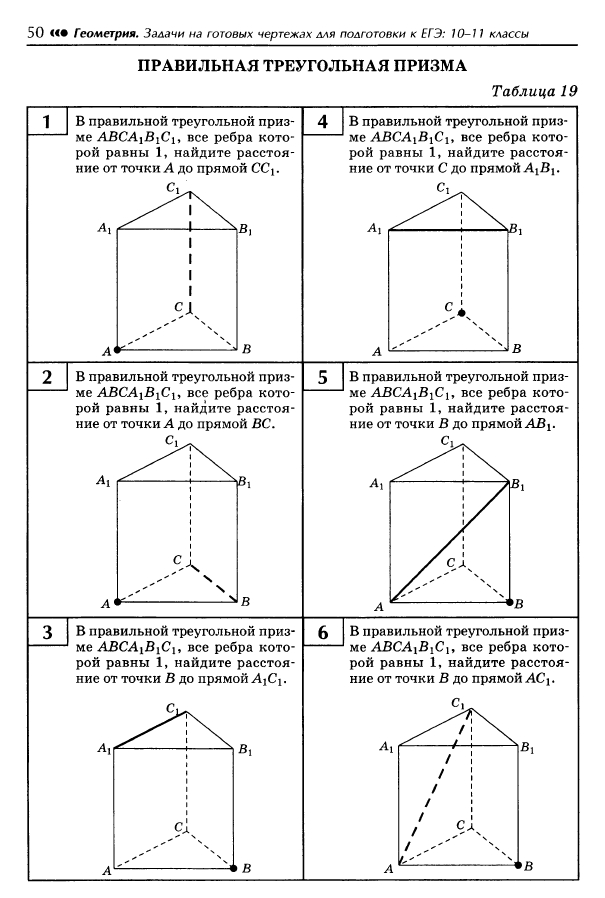 50 ««• Геометрия. Задачи на готовых чертежах для подготовки к ЕГЭ: 10–11 классы
ПРАВИЛЬНАЯ ТРЕУГОЛЬНАЯ ПРИЗМА
Таблица 19
1
В правильной треугольной приз-
ме ABCA₁B₁C₁, все ребра кото-
рой равны 1, найдите расстоя-
ние от точки A до прямой CC₁.
C₁
A₁ B₁
C
A B
2
В правильной треугольной приз-
ме ABCA₁B₁C₁, все ребра кото-
рой равны 1, найдите расстоя-
ние от точки A до прямой BC.
C₁
A₁ B₁
C
A B
3
В правильной треугольной приз-
ме ABCA₁B₁C₁, все ребра кото-
рой равны 1, найдите расстоя-
ние от точки B до прямой A₁C₁.
C₁
A₁ B₁
C
A B
4
В правильной треугольной приз-
ме ABCA₁B₁C₁, все ребра кото-
рой равны 1, найдите расстоя-
ние от точки C до прямой A₁B₁.
C₁
A₁ B₁
C
A B
5
В правильной треугольной приз-
ме ABCA₁B₁C₁, все ребра кото-
рой равны 1, найдите расстоя-
ние от точки B до прямой AB₁.
C₁
A₁ B₁
C
A B
6
В правильной треугольной приз-
ме ABCA₁B₁C₁, все ребра кото-
рой равны 1, найдите расстоя-
ние от точки B до прямой AC₁.
C₁
A₁ B₁
C
A B